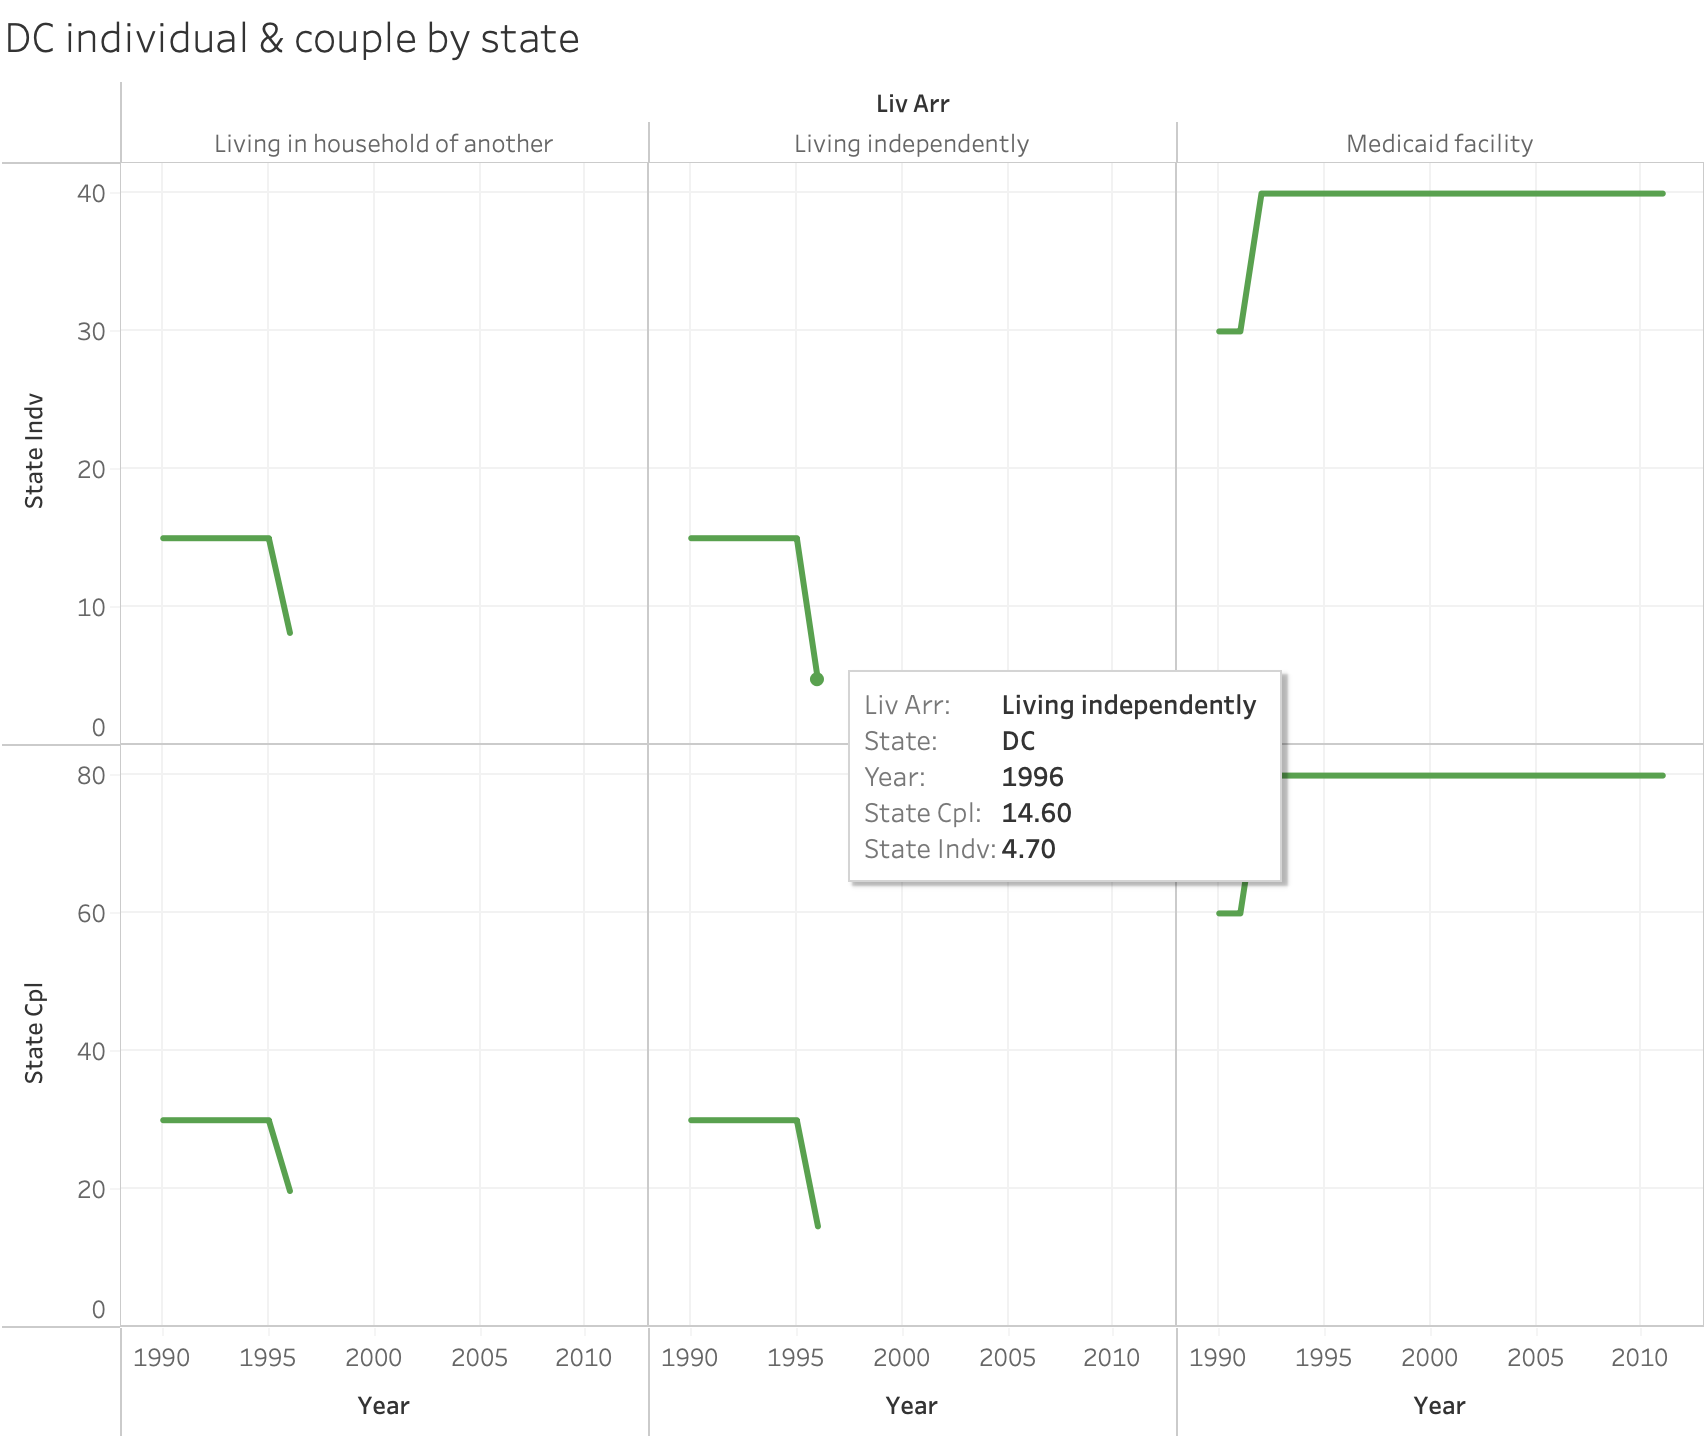 DC individual & couple by state
Liv Arr
Living in household of another
Living independently
Medicaid facility
State Indv
40
30
20
10
0
Liv Arr: Living independently
State: DC
Year: 1996
State Cpl: 14.60
State Indv: 4.70
State Cpl
80
60
40
20
0
1990 1995 2000 2005 2010
1990 1995 2000 2005 2010
1990 1995 2000 2005 2010
Year
Year
Year